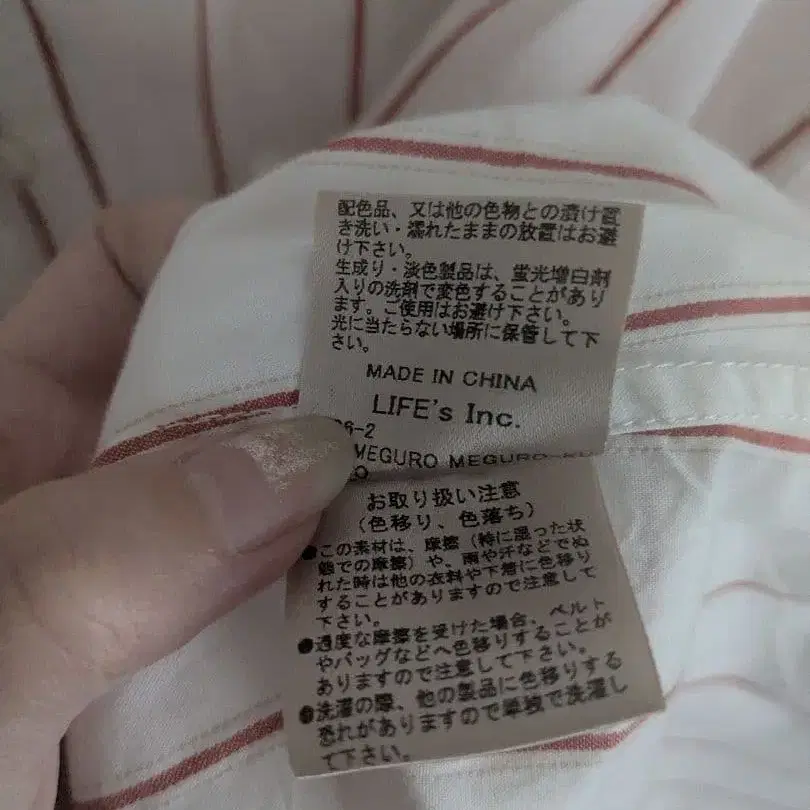 配色品、又は他の色物との漬け置
き洗い・濡れたままの放置はお避
け下さい。
生成り・淡色製品は、蛍光増白剤
入りの洗剤で変色することがあり
ます。ご使用はお避け下さい。
光に当たらない場所に保管して下
さい。
MADE IN CHINA
LIFE's Inc.
6-2
MEGURO MEGURO-KU
お取り扱い注意
(色移り、色落ち)
●この素材は、摩擦(特に湿った状
態での摩擦)や、雨や汗などでぬ
れた時は他の衣料や下着に色移り
することがありますので注意して
下さい。
●過度な摩擦を受けた場合、ベルト
やバッグなどへ色移りすることが
ありますので注意して下さい。
●洗濯の際、他の製品に色移りする
恐れがありますので単独で洗濯し
て下さい。